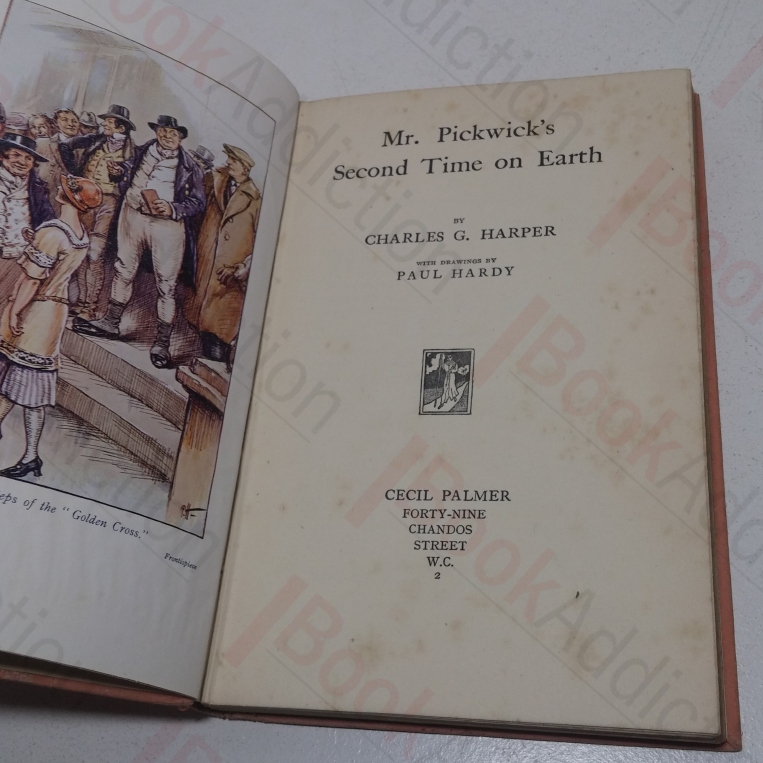 Mr. Pickwick's
Second Time on Earth
BY
CHARLES G. HARPER
WITH DRAWINGS BY
PAUL HARDY
CECIL PALMER
FORTY-NINE
CHANDOS
STREET
W.C.
2
of the "Golden Cross."
Frontispiece
BookAddiction